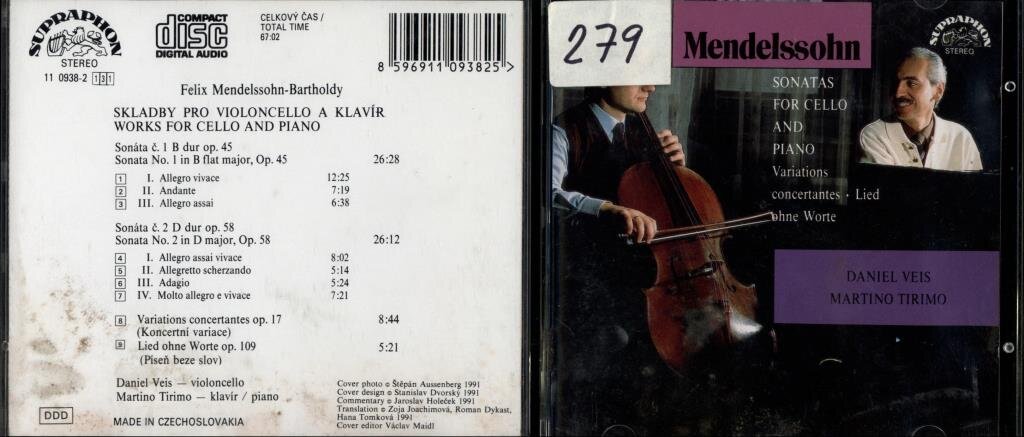 SUPRAPHON
STEREO
11 0938-2 131
COMPACT
disc
DIGITAL AUDIO
CELKOVÝ ČAS /
TOTAL TIME
67:02
8 596911 093825 >
Felix Mendelssohn-Bartholdy
SKLADBY PRO VIOLONCELLO A KLAVÍR
WORKS FOR CELLO AND PIANO
Sonáta č. 1 B dur op. 45
Sonata No. 1 in B flat major, Op. 45 26:28
1 I. Allegro vivace 12:25
2 II. Andante 7:19
3 III. Allegro assai 6:38
Sonáta č. 2 D dur op. 58
Sonata No. 2 in D major, Op. 58 26:12
4 I. Allegro assai vivace 8:02
5 II. Allegretto scherzando 5:14
6 III. Adagio 5:24
7 IV. Molto allegro e vivace 7:21
8 Variations concertantes op. 17 8:44
(Koncertní variace)
9 Lied ohne Worte op. 109 5:21
(Píseň beze slov)
Daniel Veis — violoncello
Martino Tirimo — klavír / piano
DDD
MADE IN CZECHOSLOVAKIA
Cover photo © Štěpán Aussenberg 1991
Cover design © Stanislav Dvorský 1991
Commentary © Jaroslav Holeček 1991
Translation © Zoja Joachimová, Roman Dykast,
Hana Tomková 1991
Cover editor Václav Maidl
279
Mendelssohn
SUPRAPHON
STEREO
SONATAS
FOR CELLO
AND
PIANO
Variations
concertantes · Lied
ohne Worte
DANIEL VEIS
MARTINO TIRIMO